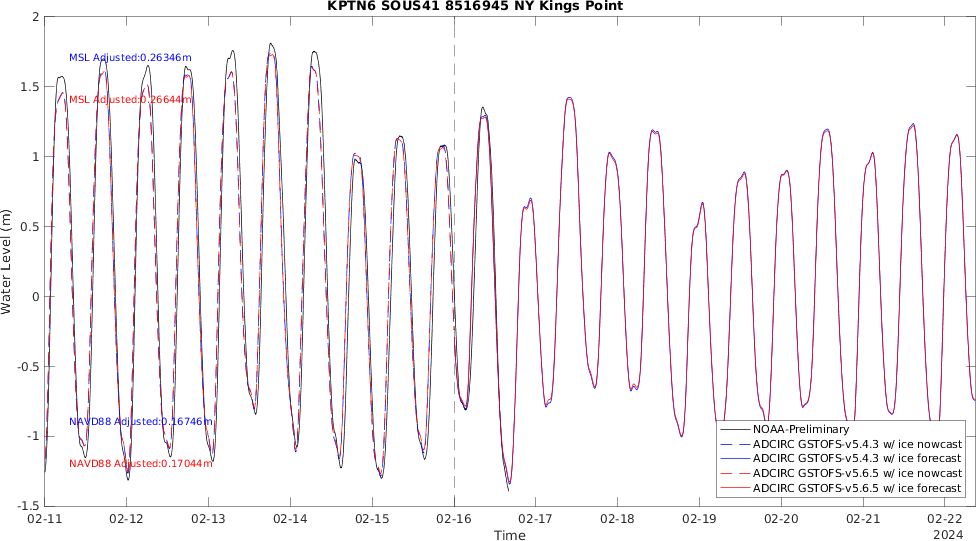 KPTN6 SOUS41 8516945 NY Kings Point
2
1.5
1
0.5
0
-0.5
-1
-1.5
Water Level (m)
MSL Adjusted:0.26346m
MSL Adjusted:0.26644m
NAVD88 Adjusted:0.16746m
NAVD88 Adjusted:0.17044m
NOAA-Preliminary
ADCIRC GSTOFS-v5.4.3 w/ ice nowcast
ADCIRC GSTOFS-v5.4.3 w/ ice forecast
ADCIRC GSTOFS-v5.6.5 w/ ice nowcast
ADCIRC GSTOFS-v5.6.5 w/ ice forecast
02-11 02-12 02-13 02-14 02-15 02-16 02-17 02-18 02-19 02-20 02-21 02-22
2024
Time